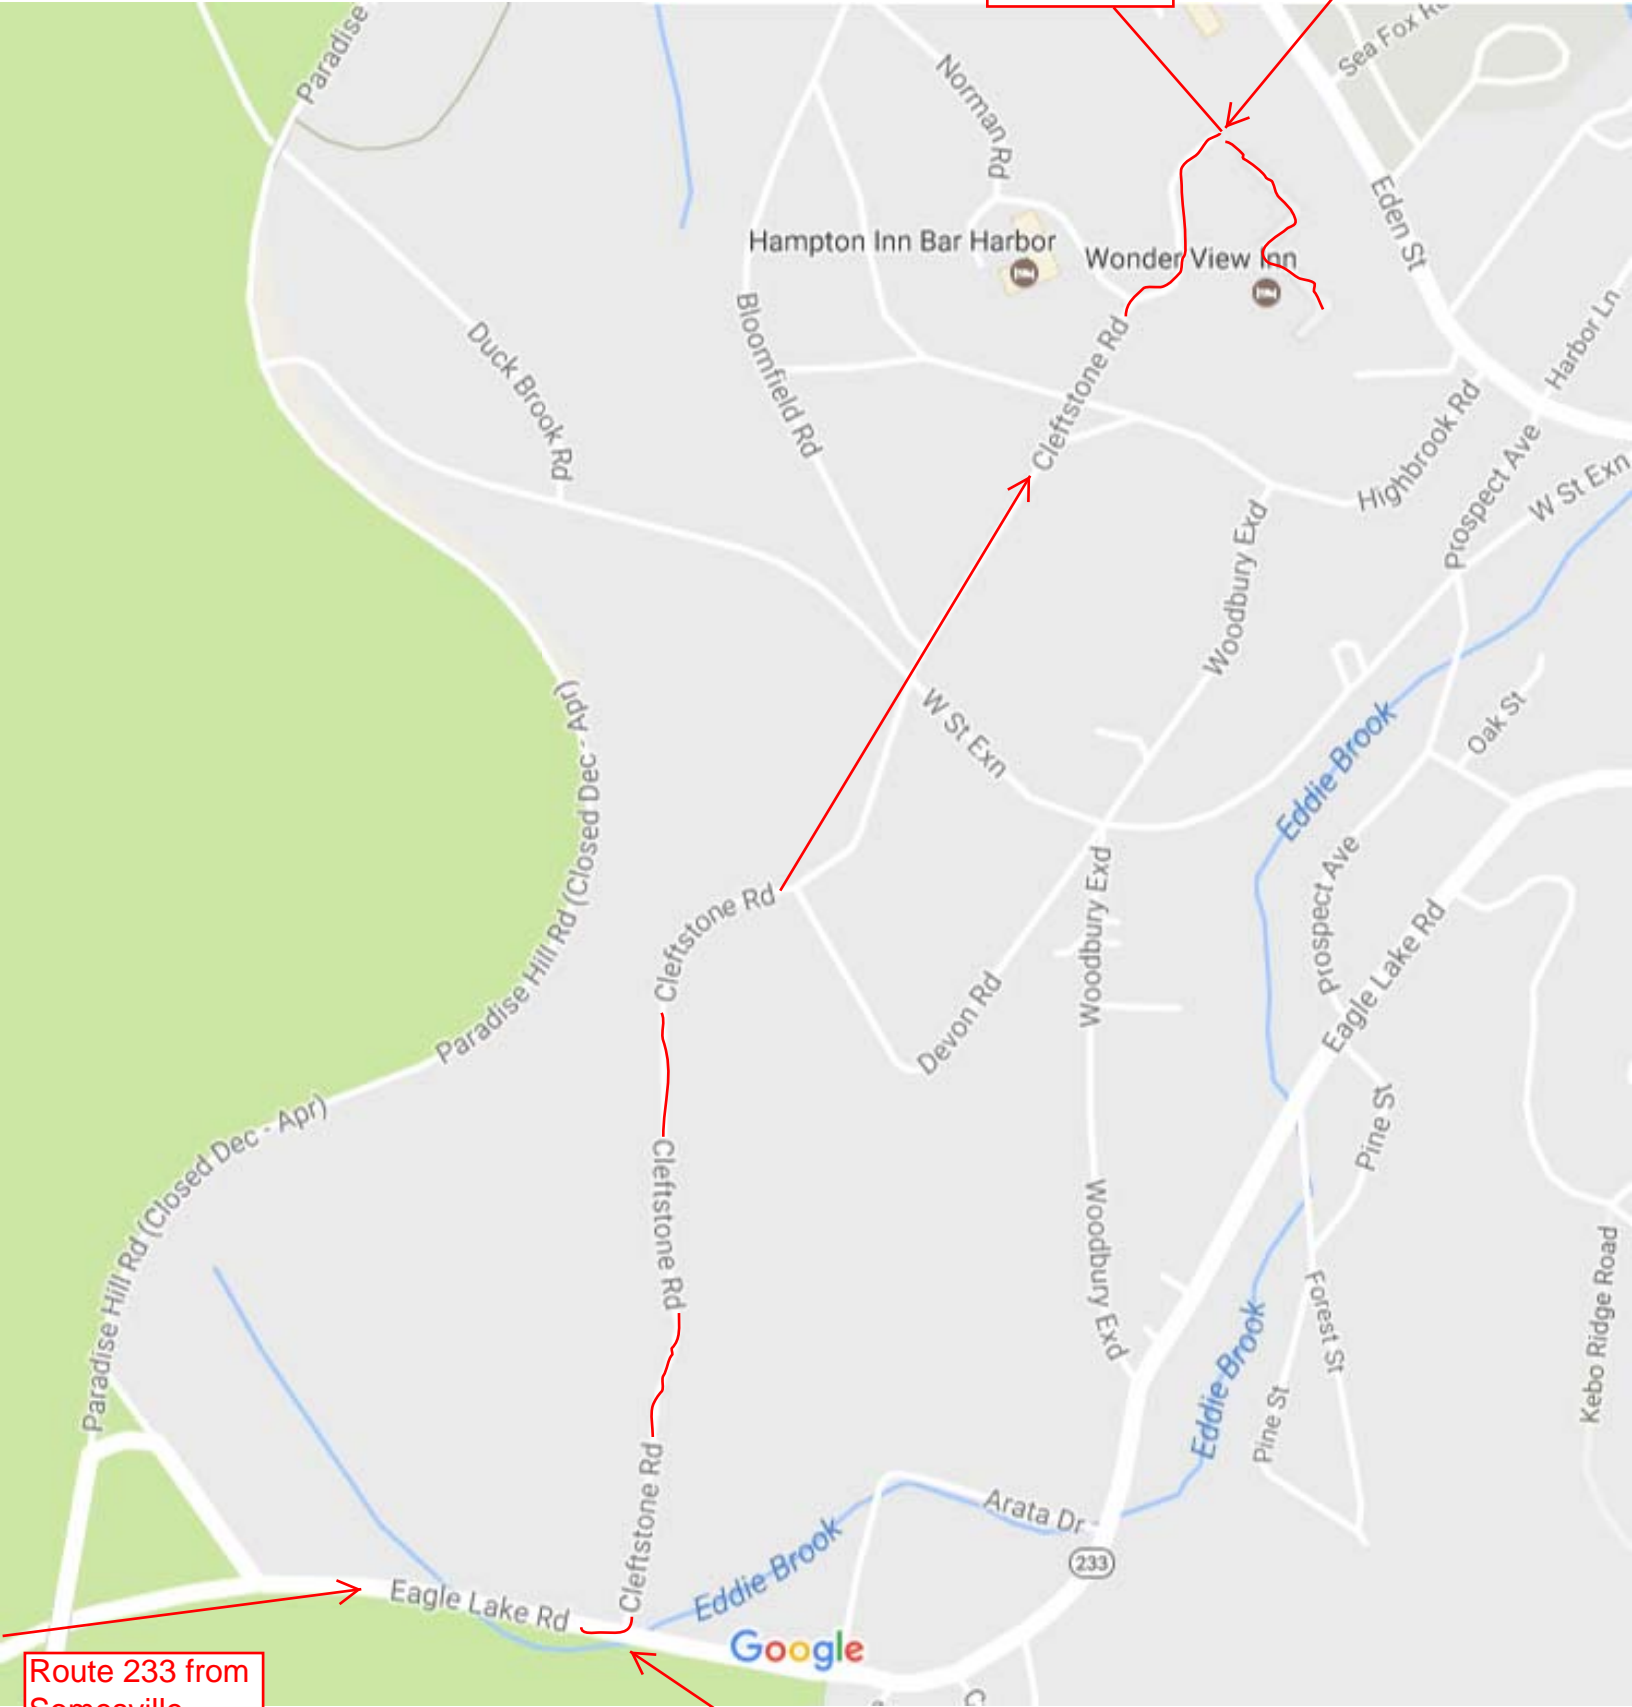 Paradise
Sea Fox
Norman Rd
Eden St
Hampton Inn Bar Harbor
Wonder View Inn
Harbor Ln
Bloomfield Rd
Duck Brook Rd
Cleftstone Rd
Highbrook Rd
Prospect Ave
W St Exn
Woodbury Exd
W St Exn
Oak St
Eddie Brook
Paradise Hill Rd (Closed Dec - Apr)
Cleftstone Rd
Woodbury Exd
Prospect Ave
Eagle Lake Rd
Devon Rd
Pine St
Paradise Hill Rd (Closed Dec - Apr)
Cleftstone Rd
Woodbury Exd
Forest St
Kebo Ridge Road
Eddie Brook
Pine St
Cleftstone Rd
Arata Dr
233
Eddie Brook
Eagle Lake Rd
Google
Route 233 from
Somesville